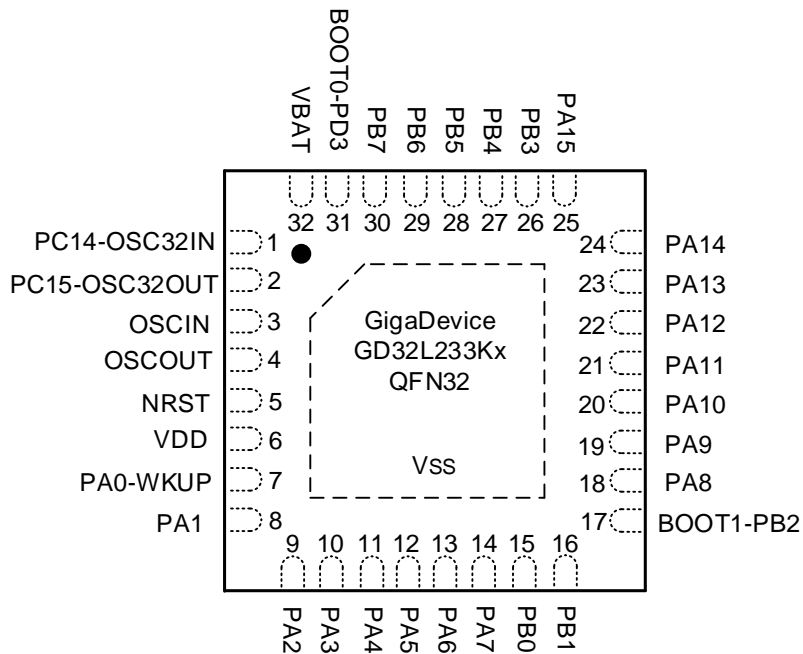 VBAT
BOOT0-PD3
PB7
PB6
PB5
PB4
PB3
PA15
32 31 30 29 28 27 26 25
PC14-OSC32IN 1
PC15-OSC32OUT 2
OSCIN 3
OSCOUT 4
NRST 5
VDD 6
PA0-WKUP 7
PA1 8
GigaDevice
GD32L233Kx
QFN32
VSS
24 PA14
23 PA13
22 PA12
21 PA11
20 PA10
19 PA9
18 PA8
17 BOOT1-PB2
9 10 11 12 13 14 15 16
PA2
PA3
PA4
PA5
PA6
PA7
PB0
PB1